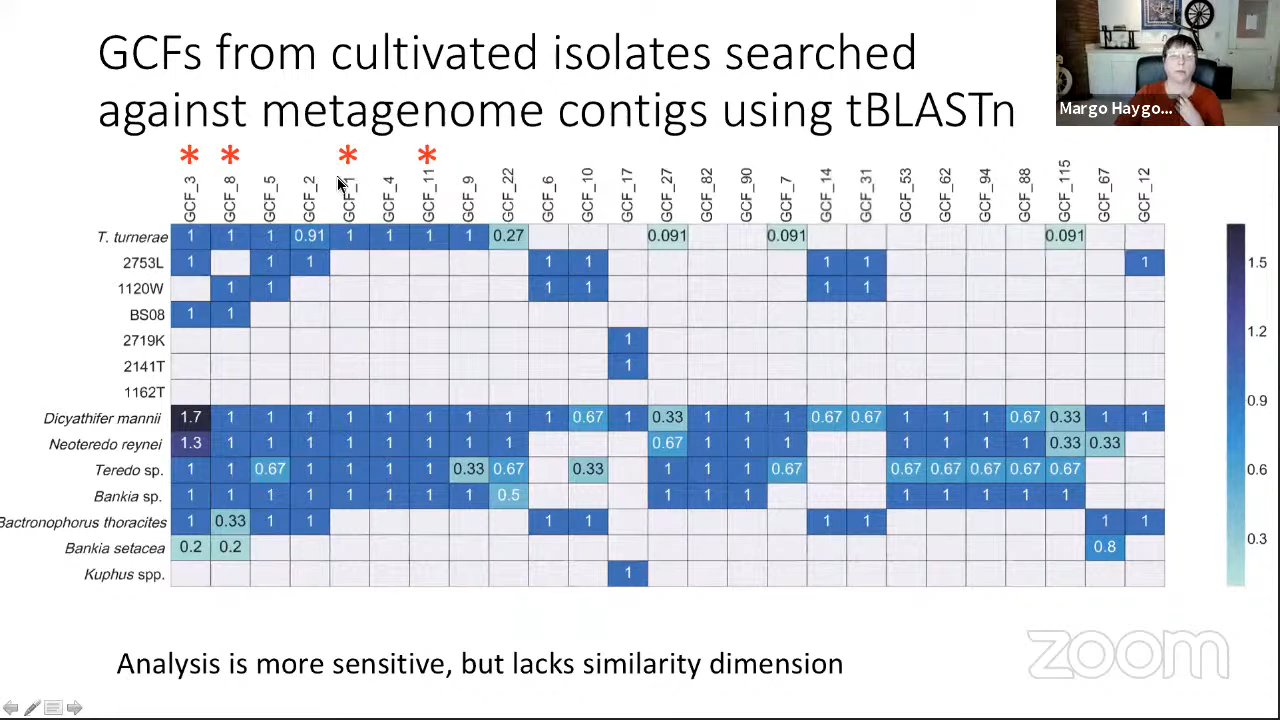 GCFs from cultivated isolates searched
against metagenome contigs using tBLASTn
Margo Haygo...
* * * *
GCF_3 GCF_8 GCF_5 GCF_2 GCF_1 GCF_4 GCF_11 GCF_9 GCF_22 GCF_6 GCF_10 GCF_17 GCF_27 GCF_82 GCF_90 GCF_7 GCF_14 GCF_31 GCF_53 GCF_62 GCF_94 GCF_88 GCF_115 GCF_67 GCF_12
T. turnerae 1 1 1 0.91 1 1 1 1 0.27 0.091 0.091 0.091
2753L 1 1 1 1 1 1 1 1
1120W 1 1 1 1 1 1
BS08 1 1
2719K 1
2141T 1
1162T
Dicyathifer mannii 1.7 1 1 1 1 1 1 1 1 1 0.67 1 0.33 1 1 1 0.67 0.67 1 1 1 0.67 0.33 1 1
Neoteredo reynei 1.3 1 1 1 1 1 1 1 1 0.67 1 1 1 1 1 1 1 0.33 0.33
Teredo sp. 1 1 0.67 1 1 1 1 0.33 0.67 0.33 1 1 1 0.67 0.67 0.67 0.67 0.67 0.67
Bankia sp. 1 1 1 1 1 1 1 1 0.5 1 1 1 1 1 1 1 1
Bactronophorus thoracites 1 0.33 1 1 1 1 1 1 1 1
Bankia setacea 0.2 0.2 0.8
Kuphus spp. 1
1.5
1.2
0.9
0.6
0.3
Analysis is more sensitive, but lacks similarity dimension
zoom